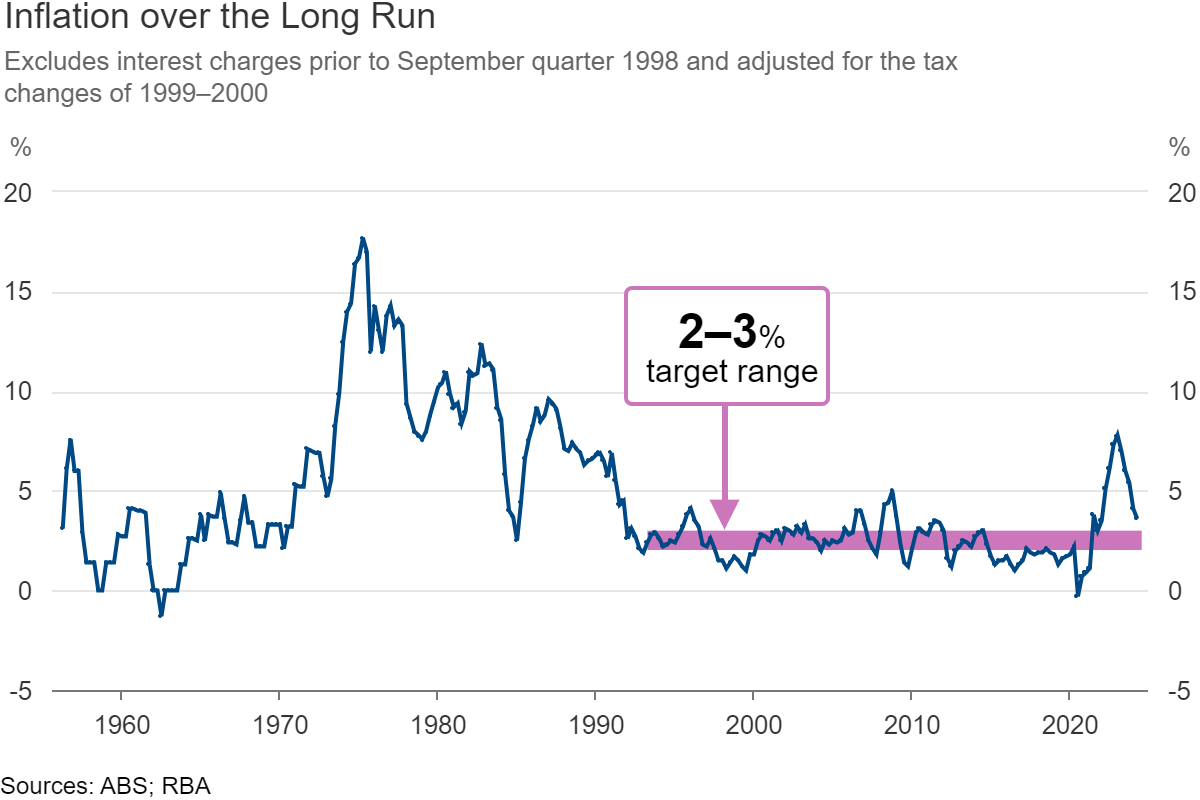 Inflation over the Long Run
Excludes interest charges prior to September quarter 1998 and adjusted for the tax
changes of 1999–2000
% %
20 20
15 15
2–3%
target range
10 10
5 5
0 0
-5 -5
1960 1970 1980 1990 2000 2010 2020
Sources: ABS; RBA